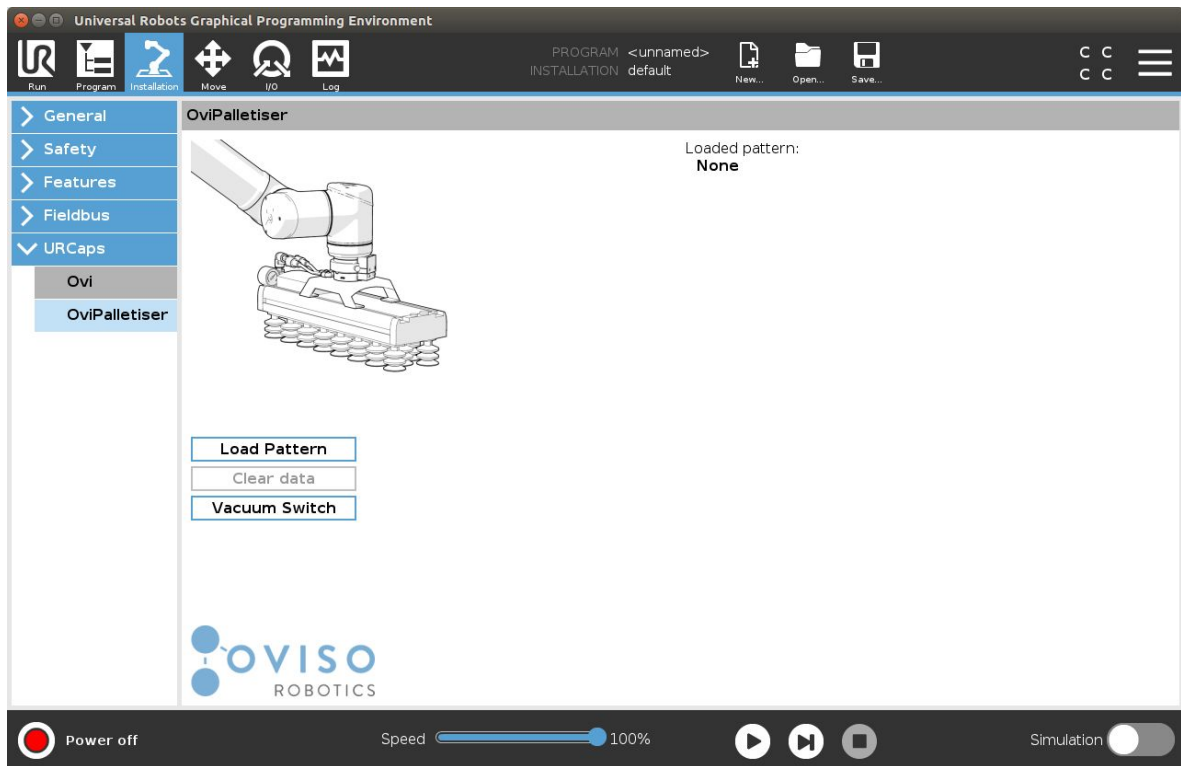 Universal Robots Graphical Programming Environment
Run
Program
Installation
Move
I/O
Log
PROGRAM <unnamed>
INSTALLATION default
New...
Open...
Save...
C C
C C
General
Safety
Features
Fieldbus
URCaps
Ovi
OviPalletiser
OviPalletiser
Loaded pattern:
None
Load Pattern
Clear data
Vacuum Switch
OVISO
ROBOTICS
Power off
Speed
100%
Simulation